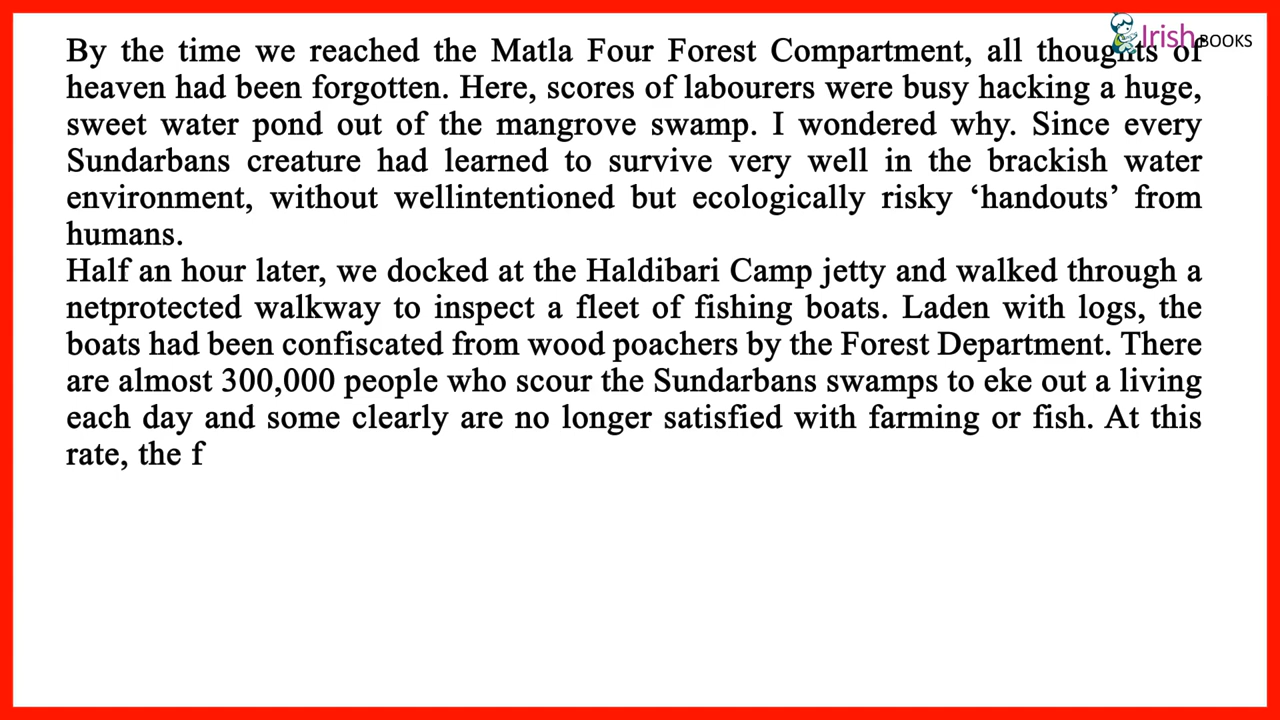 Irish BOOKS
By the time we reached the Matla Four Forest Compartment, all thoughts of
heaven had been forgotten. Here, scores of labourers were busy hacking a huge,
sweet water pond out of the mangrove swamp. I wondered why. Since every
Sundarbans creature had learned to survive very well in the brackish water
environment, without wellintentioned but ecologically risky ‘handouts’ from
humans.
Half an hour later, we docked at the Haldibari Camp jetty and walked through a
netprotected walkway to inspect a fleet of fishing boats. Laden with logs, the
boats had been confiscated from wood poachers by the Forest Department. There
are almost 300,000 people who scour the Sundarbans swamps to eke out a living
each day and some clearly are no longer satisfied with farming or fish. At this
rate, the f